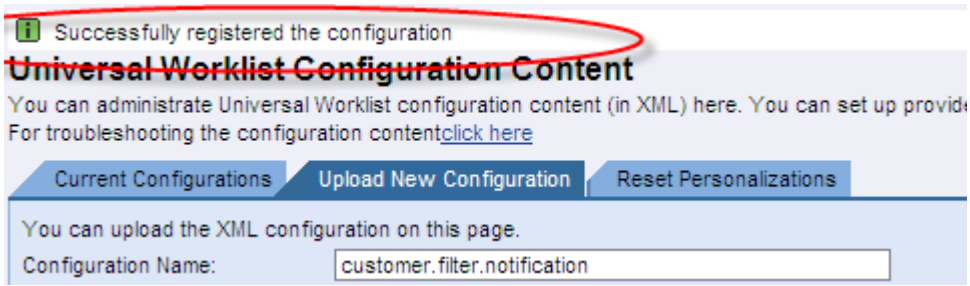 Successfully registered the configuration
Universal Worklist Configuration Content
You can administrate Universal Worklist configuration content (in XML) here. You can set up provide
For troubleshooting the configuration contentclick here
Current Configurations Upload New Configuration Reset Personalizations
You can upload the XML configuration on this page.
Configuration Name: customer.filter.notification